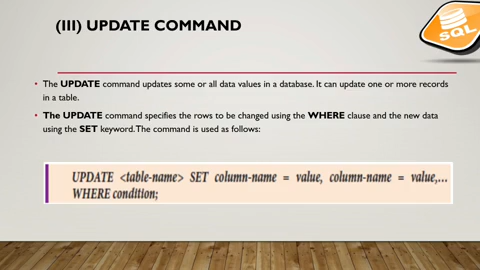 (III) UPDATE COMMAND
SQL
• The UPDATE command updates some or all data values in a database. It can update one or more records
in a table.
• The UPDATE command specifies the rows to be changed using the WHERE clause and the new data
using the SET keyword. The command is used as follows:
UPDATE <table-name> SET column-name = value, column-name = value,...
WHERE condition;